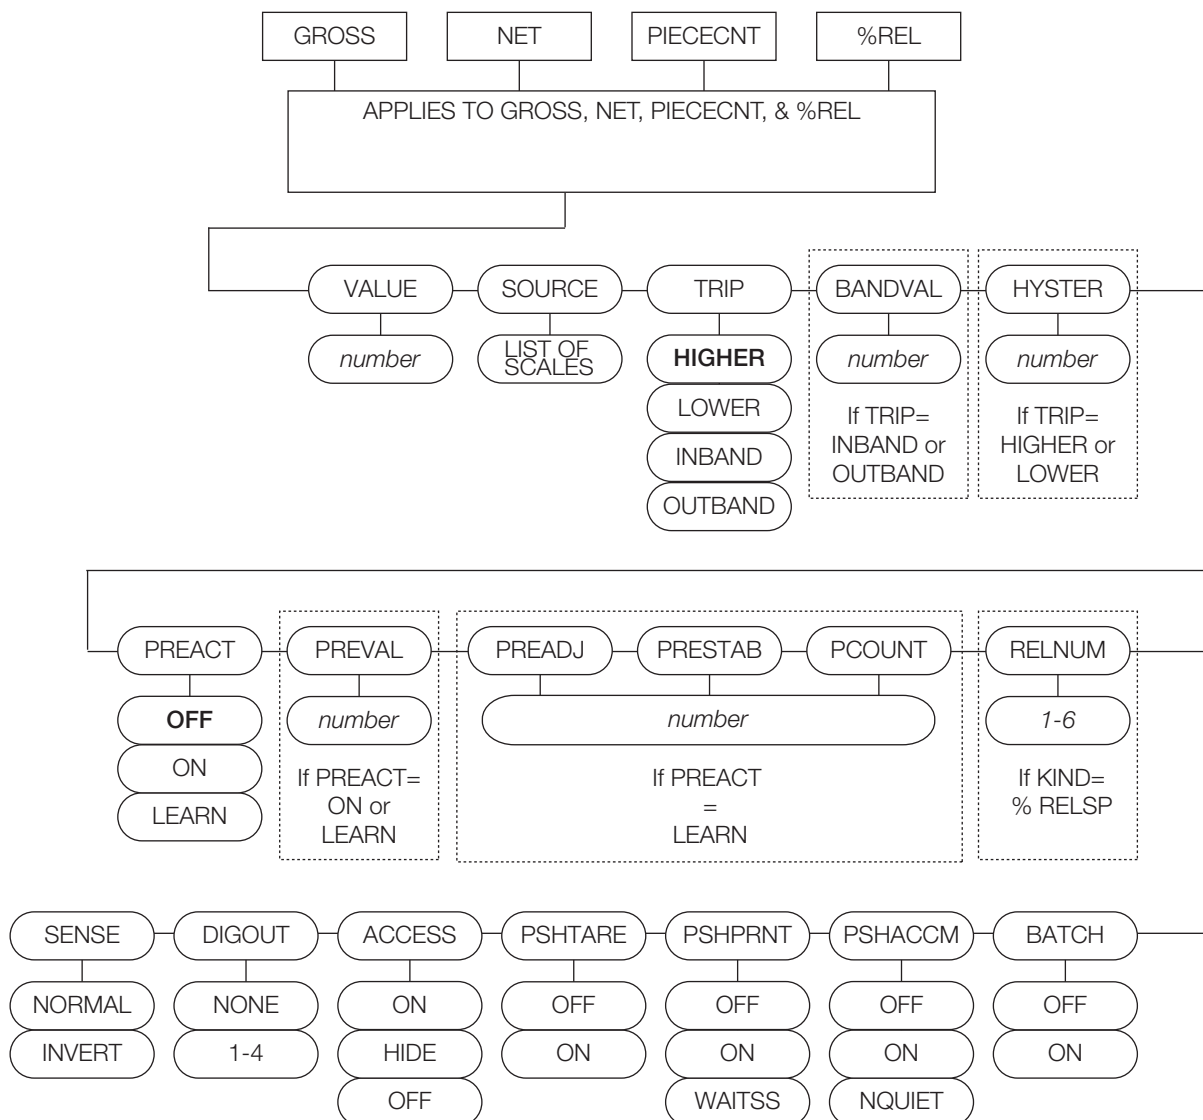 GROSS NET PIECECNT %REL
APPLIES TO GROSS, NET, PIECECNT, & %REL
VALUE SOURCE TRIP BANDVAL HYSTER
number LIST OF SCALES HIGHER number number
LOWER
INBAND
OUTBAND
If TRIP=
INBAND or
OUTBAND
If TRIP=
HIGHER or
LOWER
PREACT PREVAL PREADJ PRESTAB PCOUNT RELNUM
OFF number number 1-6
ON
LEARN
If PREACT=
ON or
LEARN
If PREACT
=
LEARN
If KIND=
% RELSP
SENSE DIGOUT ACCESS PSHTARE PSHPRNT PSHACCM BATCH
NORMAL NONE ON OFF OFF OFF OFF
INVERT 1-4 HIDE ON ON ON ON
OFF WAITSS NQUIET